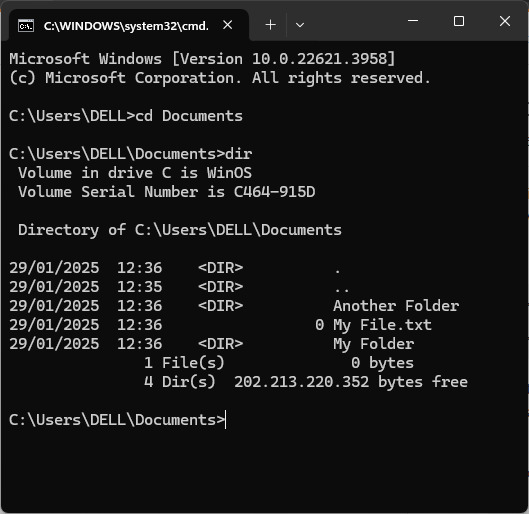 C:\WINDOWS\system32\cmd.
Microsoft Windows [Version 10.0.22621.3958]
(c) Microsoft Corporation. All rights reserved.
C:\Users\DELL>cd Documents
C:\Users\DELL\Documents>dir
 Volume in drive C is WinOS
 Volume Serial Number is C464-915D
 Directory of C:\Users\DELL\Documents
29/01/2025  12:36    <DIR>          .
29/01/2025  12:35    <DIR>          ..
29/01/2025  12:36    <DIR>          Another Folder
29/01/2025  12:36                 0 My File.txt
29/01/2025  12:36    <DIR>          My Folder
               1 File(s)              0 bytes
               4 Dir(s)  202.213.220.352 bytes free
C:\Users\DELL\Documents>